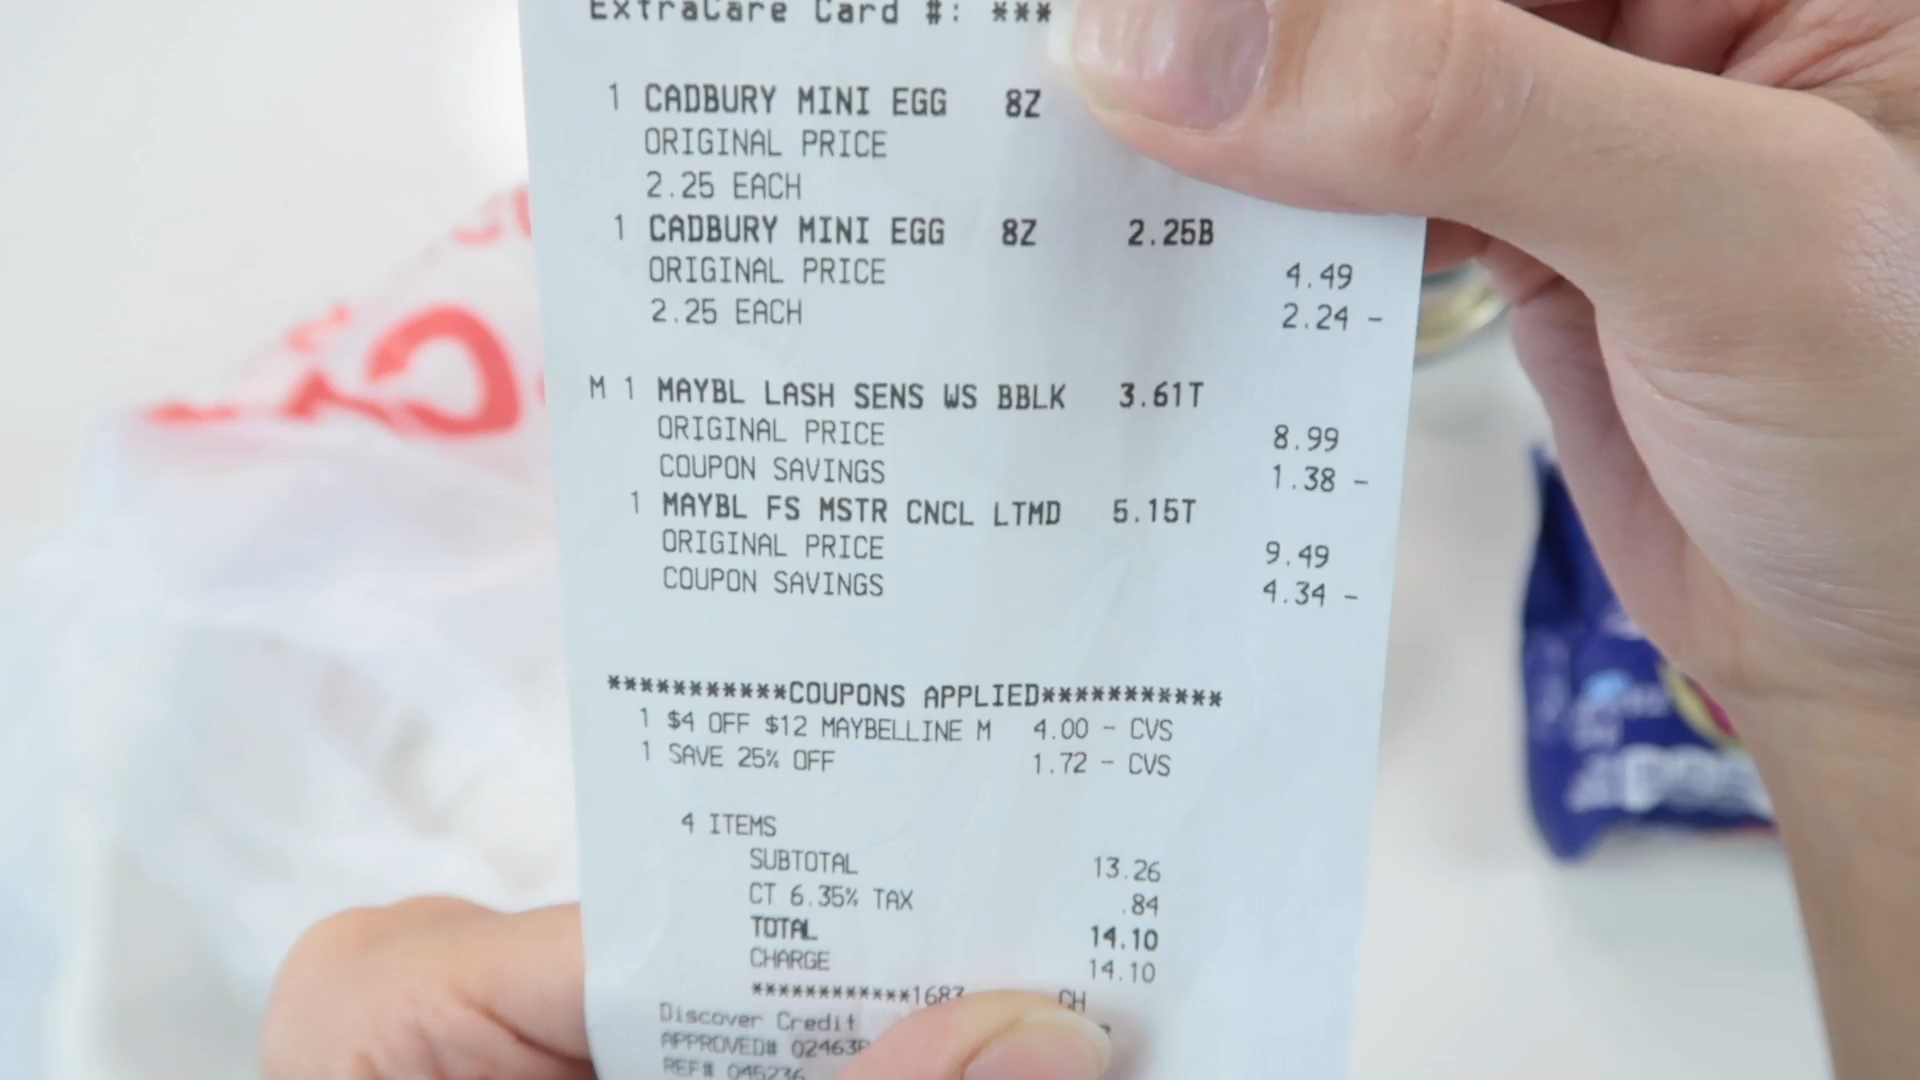 ExtraCare Card #: ***
1 CADBURY MINI EGG 8Z
ORIGINAL PRICE
2.25 EACH
1 CADBURY MINI EGG 8Z 2.25B
ORIGINAL PRICE 4.49
2.25 EACH 2.24 -
M 1 MAYBL LASH SENS WS BBLK 3.61T
ORIGINAL PRICE 8.99
COUPON SAVINGS 1.38 -
1 MAYBL FS MSTR CNCL LTMD 5.15T
ORIGINAL PRICE 9.49
COUPON SAVINGS 4.34 -
***********COUPONS APPLIED***********
1 $4 OFF $12 MAYBELLINE M 4.00 - CVS
1 SAVE 25% OFF 1.72 - CVS
4 ITEMS
SUBTOTAL 13.26
CT 6.35% TAX .84
TOTAL 14.10
CHARGE 14.10
************1687 CH
Discover Credit
APPROVED# 02463
REF# 045236